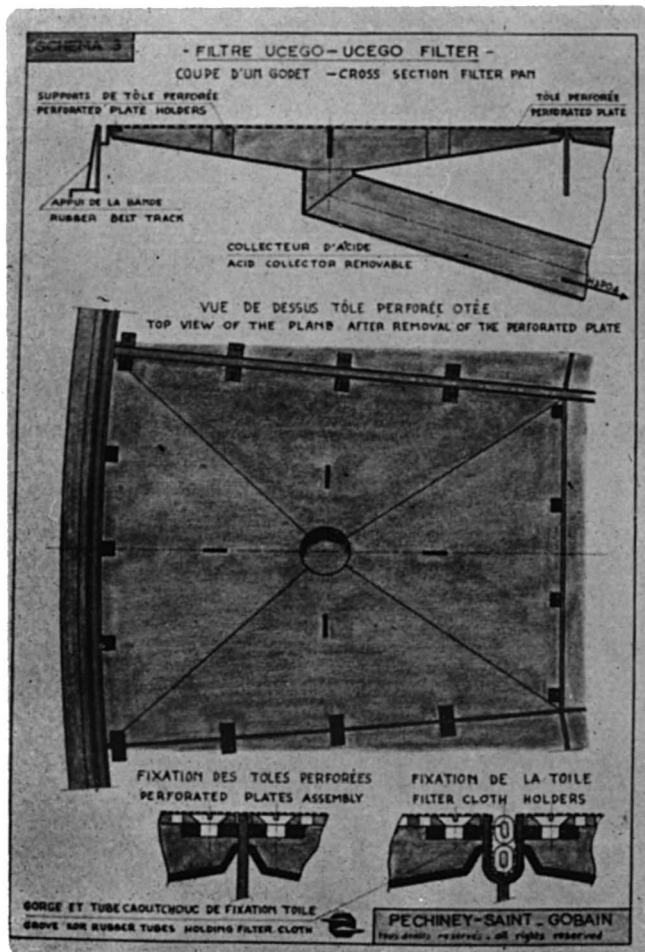 SCHEMA 3
- FILTRE UCEGO - UCEGO FILTER -
COUPE D'UN GODET - CROSS SECTION FILTER PAN
SUPPORTS DE TÔLE PERFORÉE
PERFORATED PLATE HOLDERS
TÔLE PERFORÉE
PERFORATED PLATE
APPUI DE LA BANDE
RUBBER BELT TRACK
COLLECTEUR D'ACIDE
ACID COLLECTOR REMOVABLE
H3PO4
VUE DE DESSUS TÔLE PERFORÉE OTÉE
TOP VIEW OF THE PLAND AFTER REMOVAL OF THE PERFORATED PLATE
FIXATION DES TOLES PERFORÉES
PERFORATED PLATES ASSEMBLY
FIXATION DE LA TOILE
FILTER CLOTH HOLDERS
GORGE ET TUBE CAOUTCHOUC DE FIXATION TOILE
GROVE FOR RUBBER TUBES HOLDING FILTER CLOTH
PECHINEY-SAINT-GOBAIN
tous droits reservés. all rights reserved